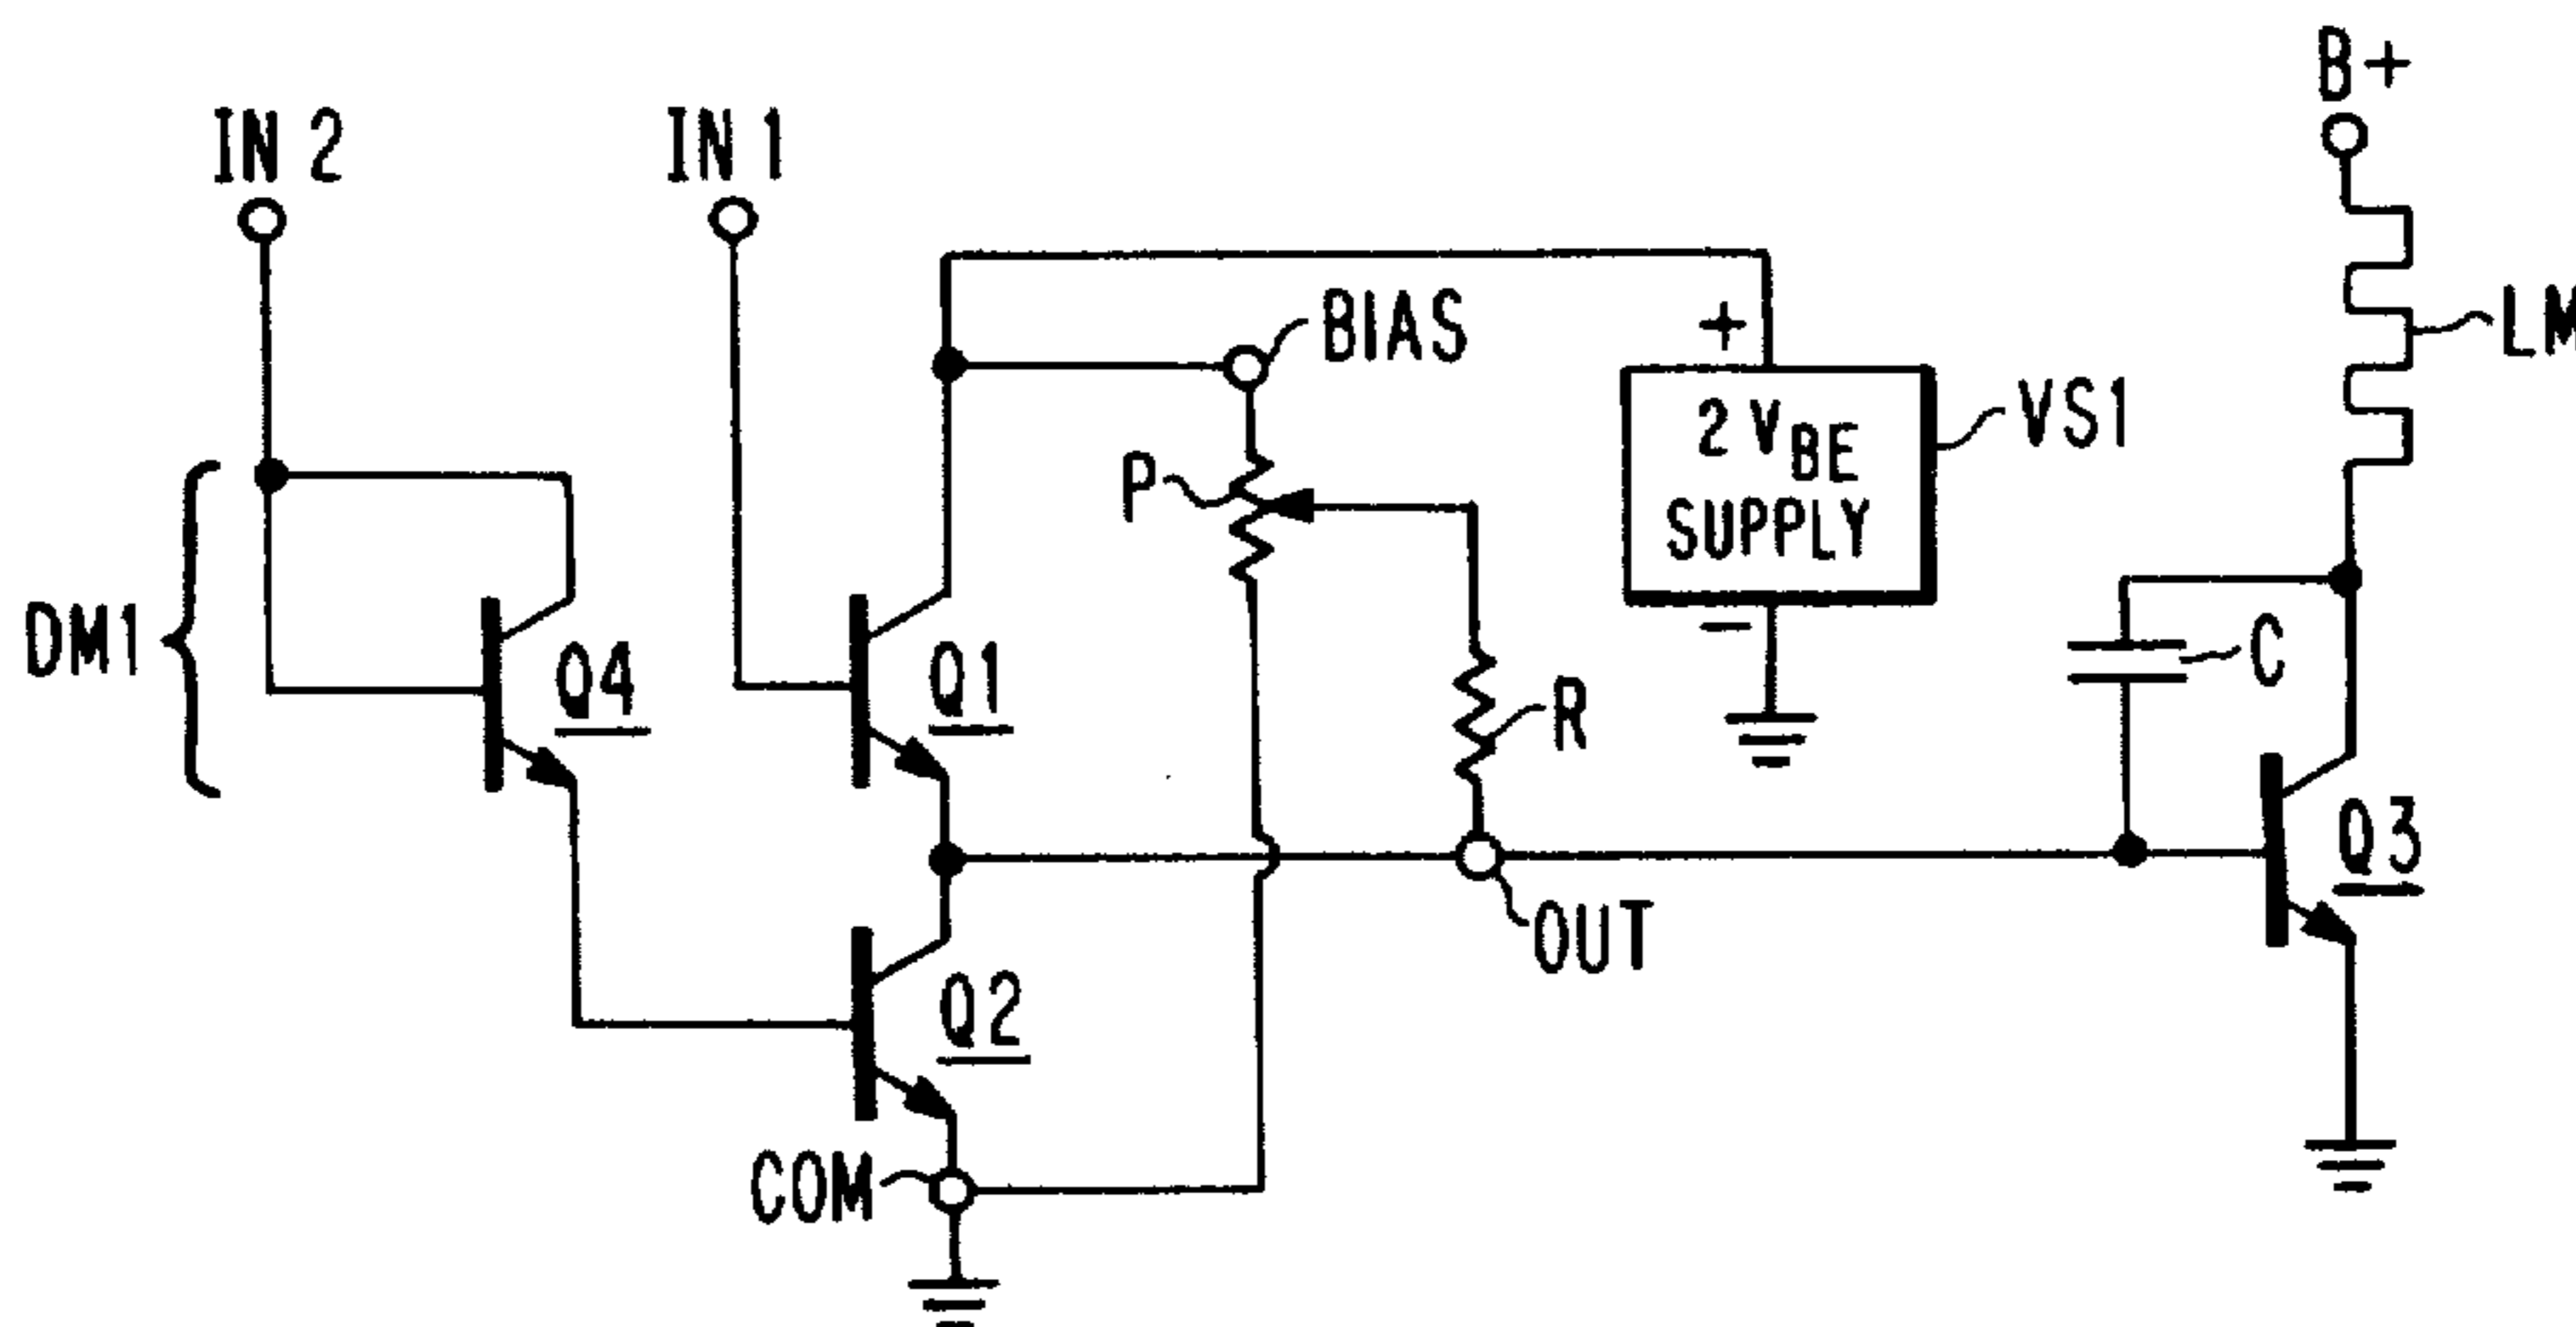 B+
IN 2
IN 1
BIAS
LM
P
+
2 VBE
SUPPLY
VS1
DM1
Q4
Q1
R
−
C
Q3
OUT
Q2
COM